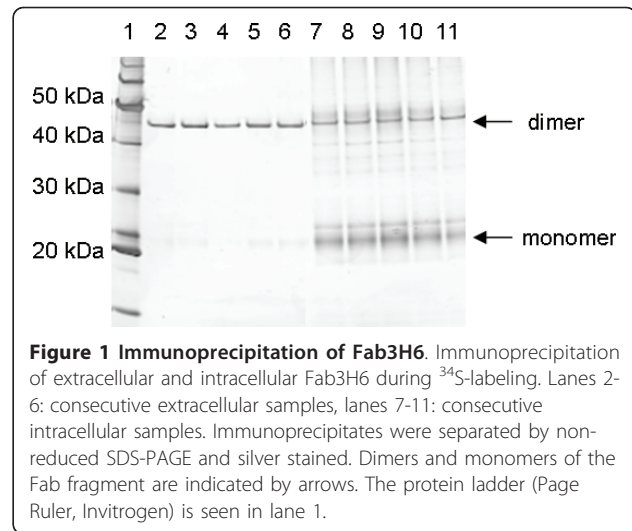 1 2 3 4 5 6 7 8 9 10 11
50 kDa
40 kDa
30 kDa
20 kDa
dimer
monomer
Figure 1 Immunoprecipitation of Fab3H6. Immunoprecipitation
of extracellular and intracellular Fab3H6 during ³⁴S-labeling. Lanes 2-
6: consecutive extracellular samples, lanes 7-11: consecutive
intracellular samples. Immunoprecipitates were separated by non-
reduced SDS-PAGE and silver stained. Dimers and monomers of the
Fab fragment are indicated by arrows. The protein ladder (Page
Ruler, Invitrogen) is seen in lane 1.